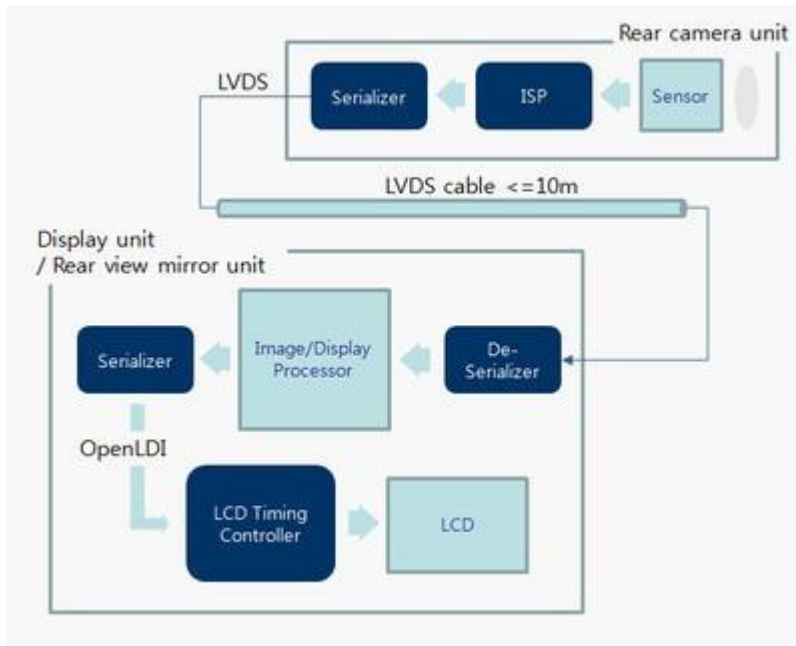 Rear camera unit
LVDS
Serializer
ISP
Sensor
LVDS cable <=10m
Display unit
/ Rear view mirror unit
Serializer
Image/Display
Processor
De-
Serializer
OpenLDI
LCD Timing
Controller
LCD